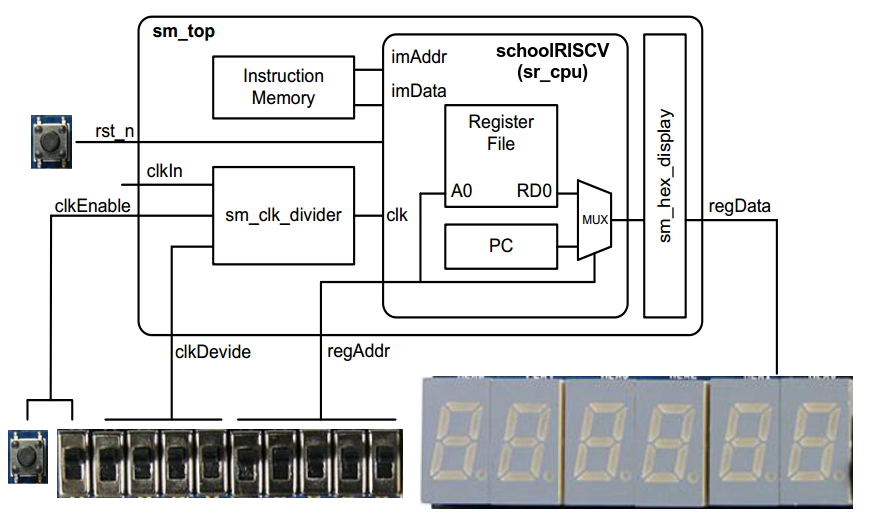 sm_top
schoolRISCV
(sr_cpu)
imAddr
imData
Instruction
Memory
Register
File
A0
RD0
MUX
PC
sm_hex_display
rst_n
clkIn
clkEnable
sm_clk_divider
clk
regData
clkDevide
regAddr